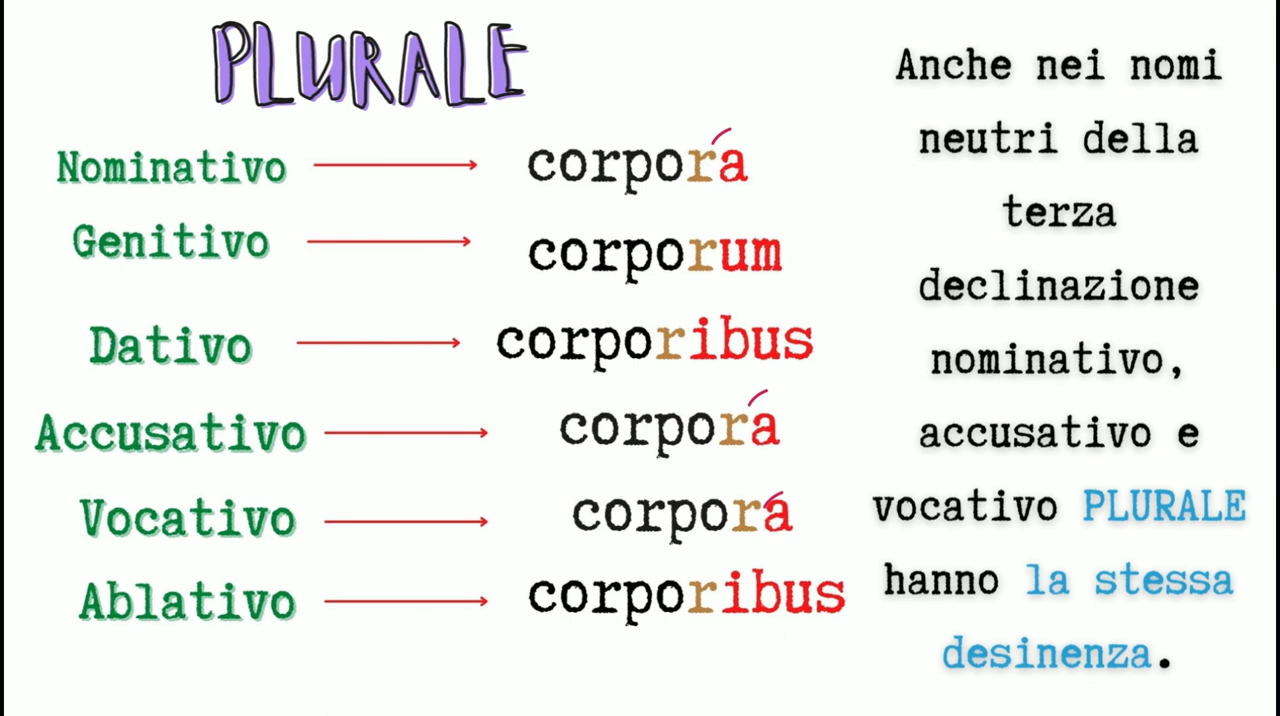 PLURALE
Nominativo corpora
Genitivo corporum
Dativo corporibus
Accusativo corpora
Vocativo corpora
Ablativo corporibus
Anche nei nomi
neutri della
terza
declinazione
nominativo,
accusativo e
vocativo PLURALE
hanno la stessa
desinenza.